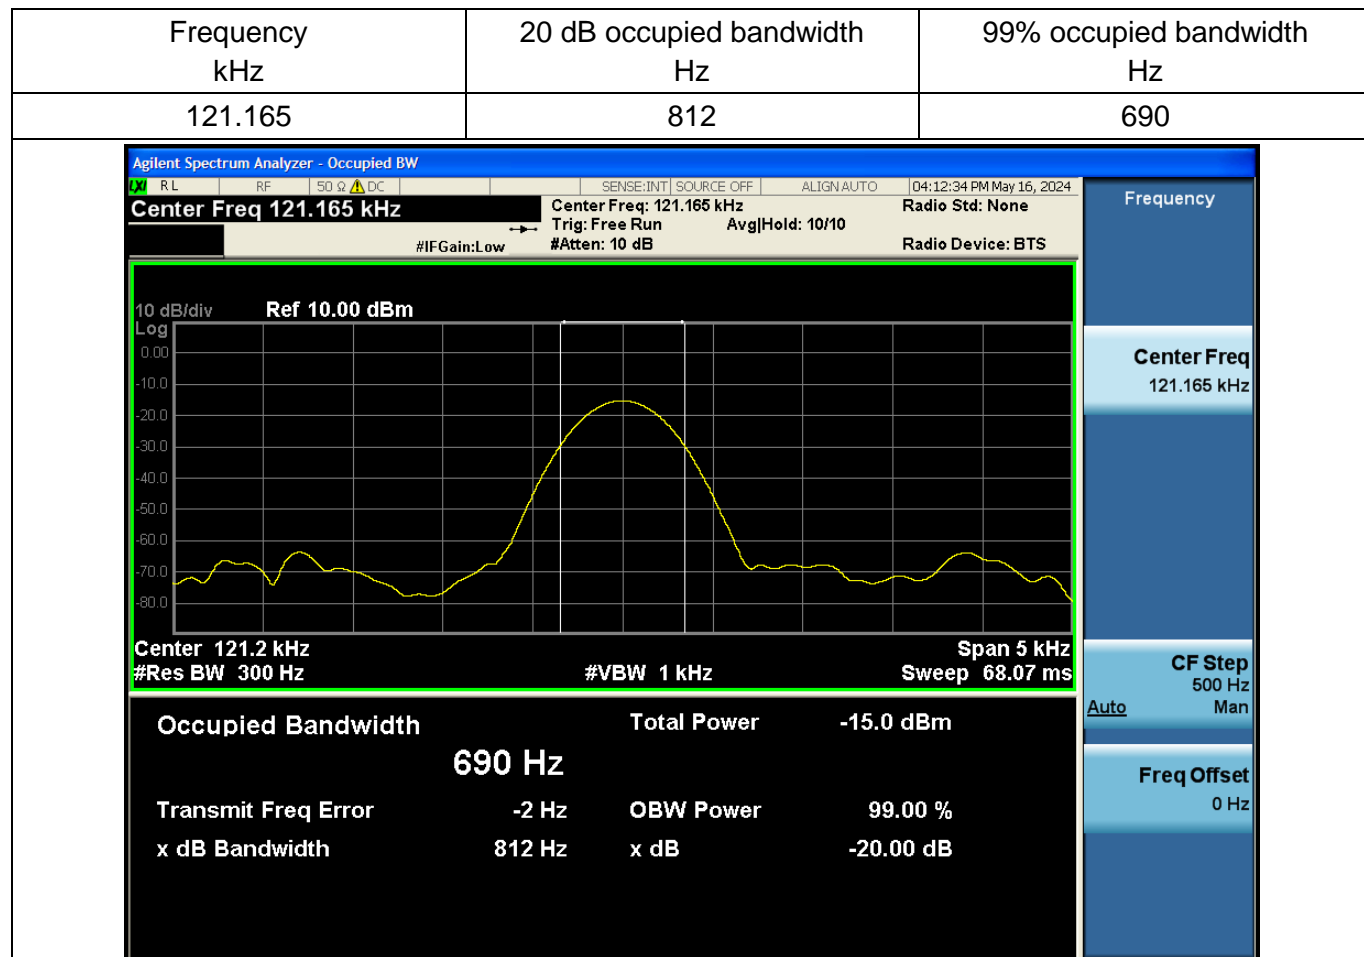 Frequency 20 dB occupied bandwidth 99% occupied bandwidth
kHz Hz Hz
121.165 812 690
Agilent Spectrum Analyzer - Occupied BW
LXI RL RF 50 Ω DC SENSE:INT SOURCE OFF ALIGN AUTO 04:12:34 PM May 16, 2024
Center Freq 121.165 kHz Center Freq: 121.165 kHz Radio Std: None
Trig: Free Run Avg|Hold: 10/10
#IFGain:Low #Atten: 10 dB Radio Device: BTS
Frequency
10 dB/div Ref 10.00 dBm
Log
0.00
-10.0
-20.0
-30.0
-40.0
-50.0
-60.0
-70.0
-80.0
Center 121.2 kHz Span 5 kHz
#Res BW 300 Hz #VBW 1 kHz Sweep 68.07 ms
Occupied Bandwidth Total Power -15.0 dBm
690 Hz
Transmit Freq Error -2 Hz OBW Power 99.00 %
x dB Bandwidth 812 Hz x dB -20.00 dB
Center Freq
121.165 kHz
CF Step
500 Hz
Auto Man
Freq Offset
0 Hz